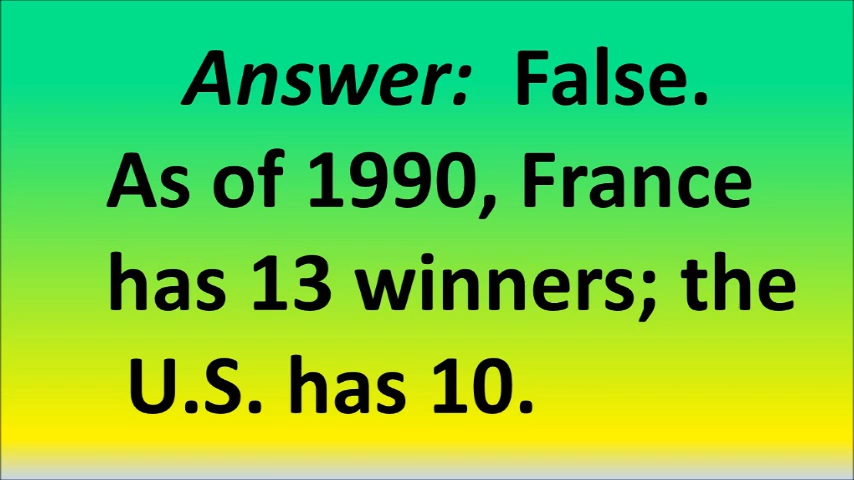 Answer: False.
As of 1990, France
has 13 winners; the
U.S. has 10.